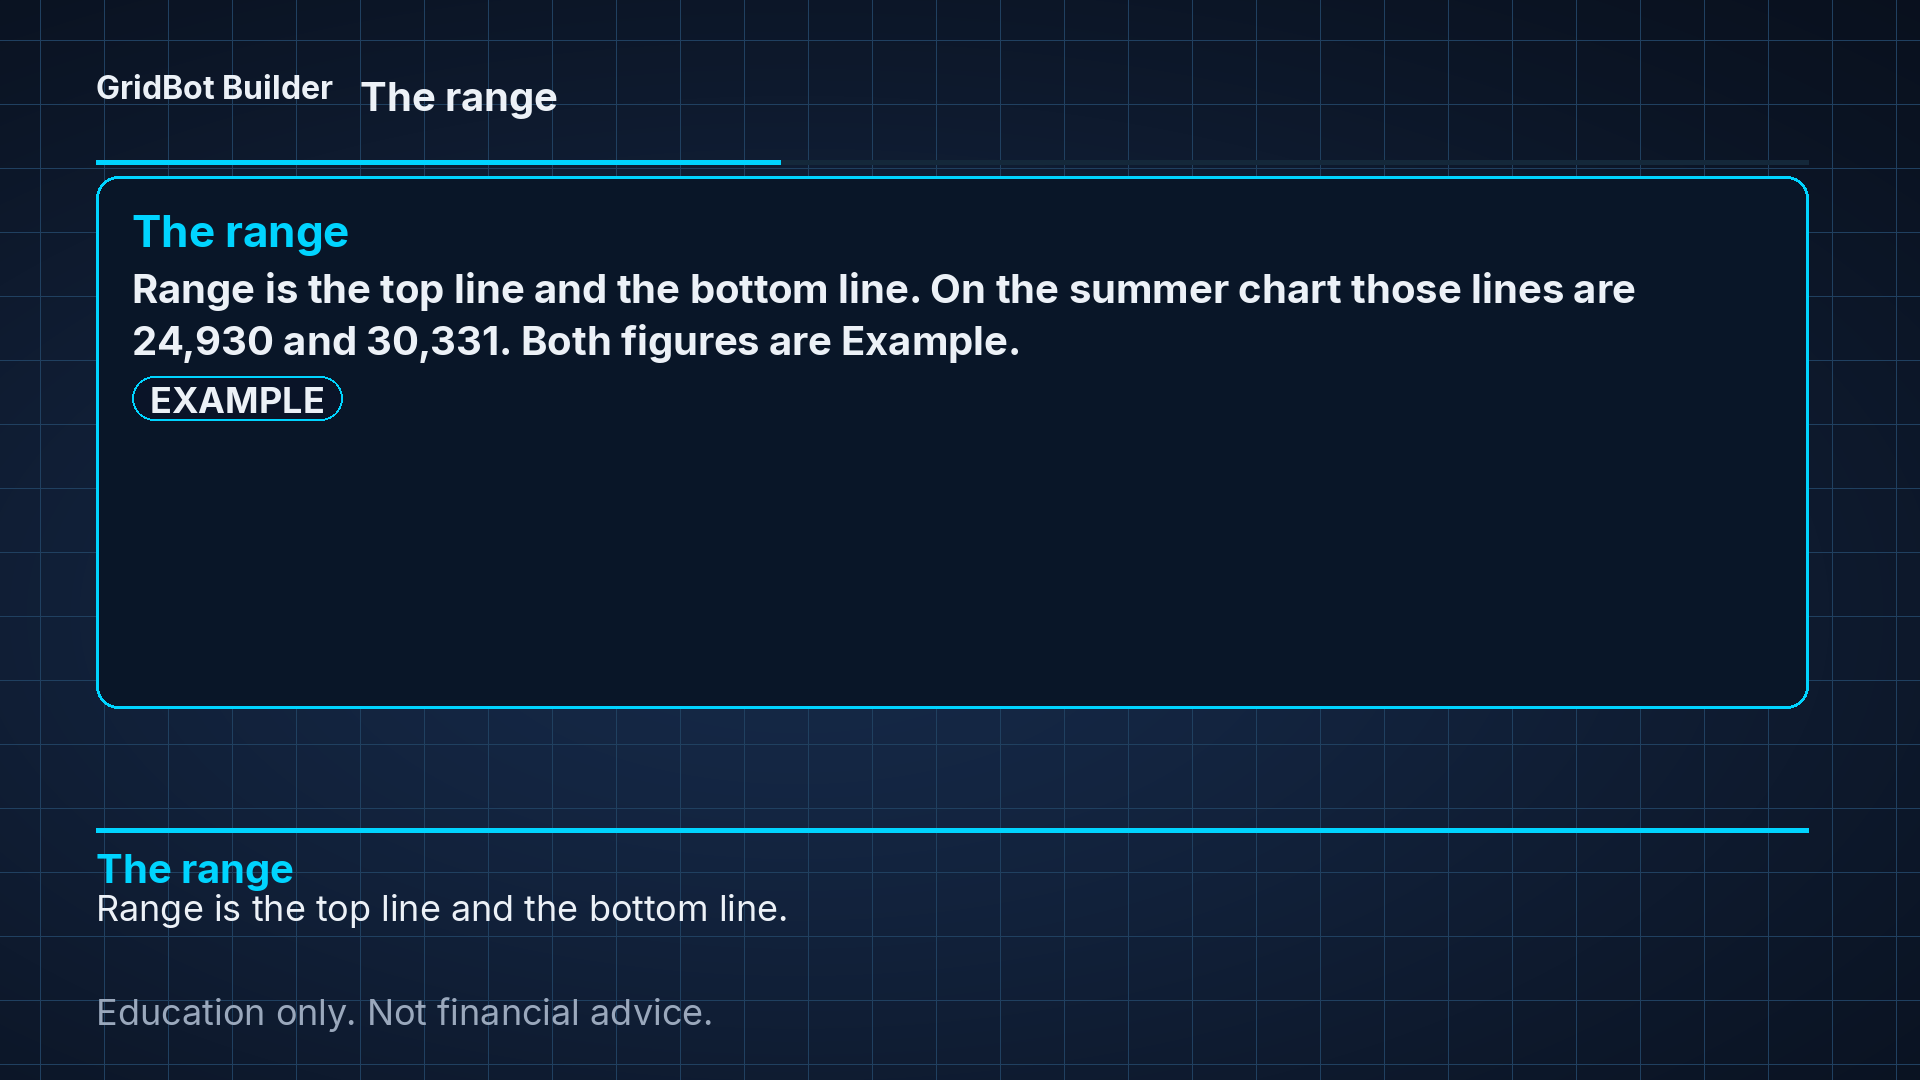 GridBot Builder The range
The range
Range is the top line and the bottom line. On the summer chart those lines are
24,930 and 30,331. Both figures are Example.
EXAMPLE
The range
Range is the top line and the bottom line.
Education only. Not financial advice.